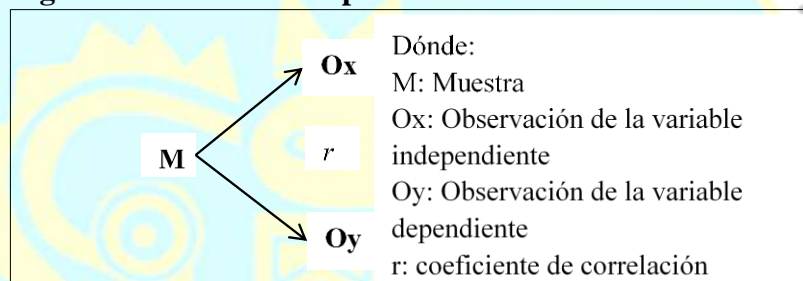 Ox
r
M
Oy
Dónde:
M: Muestra
Ox: Observación de la variable
independiente
Oy: Observación de la variable
dependiente
r: coeficiente de correlación